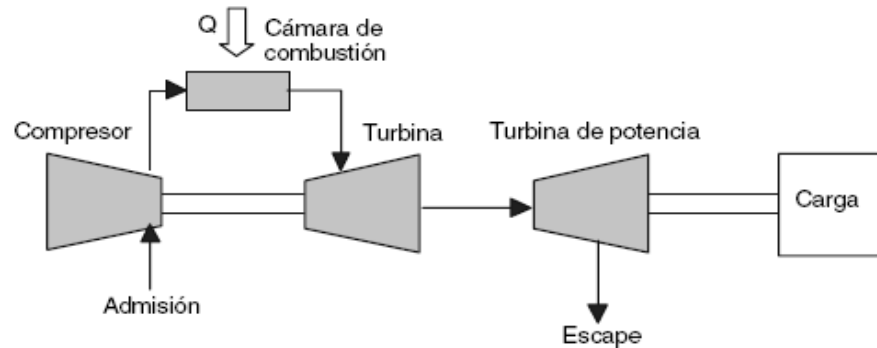 Q
Cámara de
combustión
Compresor
Turbina
Turbina de potencia
Carga
Admisión
Escape